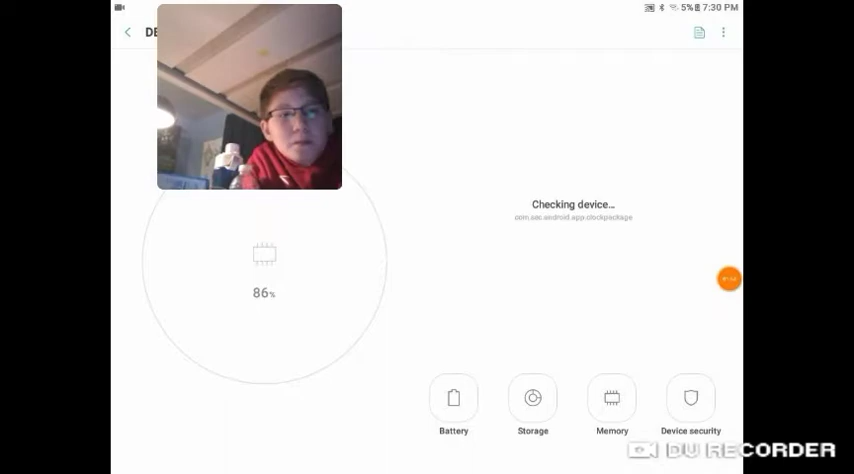 5% 7:30 PM
DE
Checking device...
com.sec.android.app.clockpackage
86%
Battery
Storage
Memory
Device security
DU RECORDER